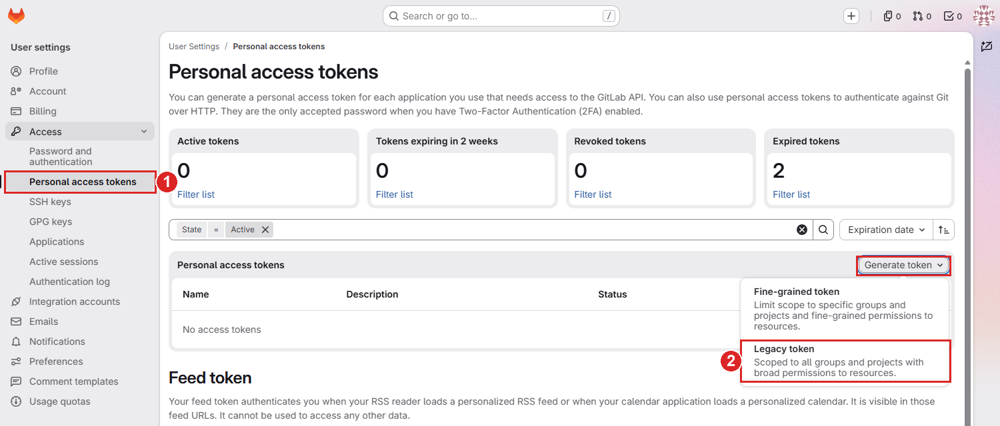 Search or go to...
/
0
0
0
User settings
Profile
Account
Billing
Access
Password and
authentication
Personal access tokens
1
SSH keys
GPG keys
Applications
Active sessions
Authentication log
Integration accounts
Emails
Notifications
Preferences
Comment templates
Usage quotas
User Settings / Personal access tokens
Personal access tokens
You can generate a personal access token for each application you use that needs access to the GitLab API. You can also use personal access tokens to authenticate against Git
over HTTP. They are the only accepted password when you have Two-Factor Authentication (2FA) enabled.
Active tokens
0
Filter list
Tokens expiring in 2 weeks
0
Filter list
Revoked tokens
0
Filter list
Expired tokens
2
Filter list
State = Active
Expiration date
Personal access tokens
Generate token
Name Description Status
No access tokens
Fine-grained token
Limit scope to specific groups and
projects and fine-grained permissions to
resources.
2
Legacy token
Scoped to all groups and projects with
broad permissions to resources.
Feed token
Your feed token authenticates you when your RSS reader loads a personalized RSS feed or when your calendar application loads a personalized calendar. It is visible in those
feed URLs. It cannot be used to access any other data.